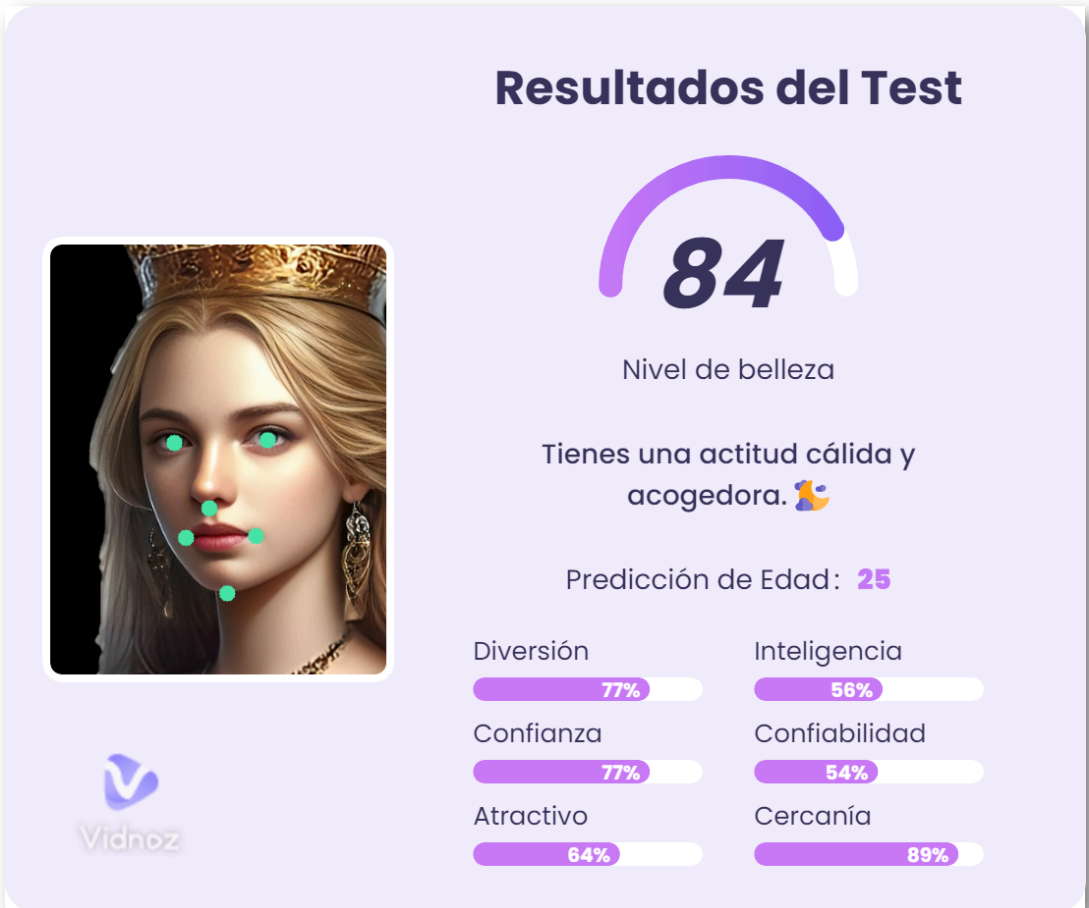 Resultados del Test
84
Nivel de belleza
Tienes una actitud cálida y
acogedora.
Predicción de Edad: 25
Diversión
77%
Inteligencia
56%
Confianza
77%
Confiabilidad
54%
Atractivo
64%
Cercanía
89%
Vidnoz